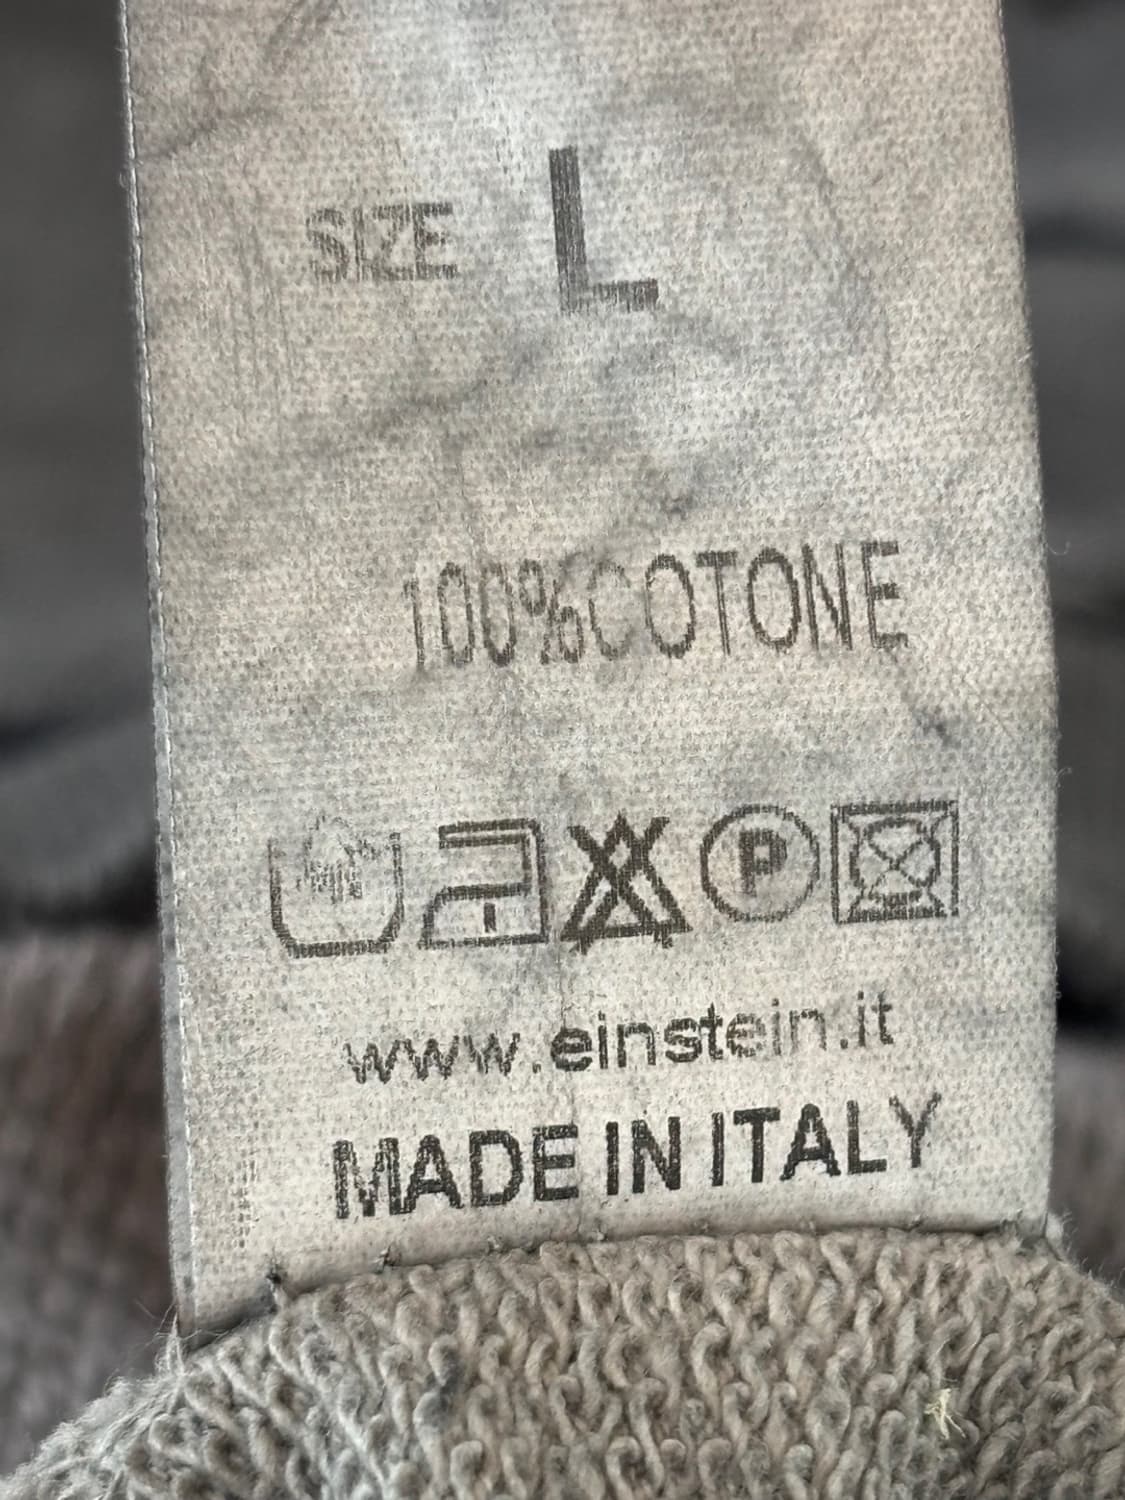 SIZE L
100%COTONE
P
www.einstein.it
MADE IN ITALY